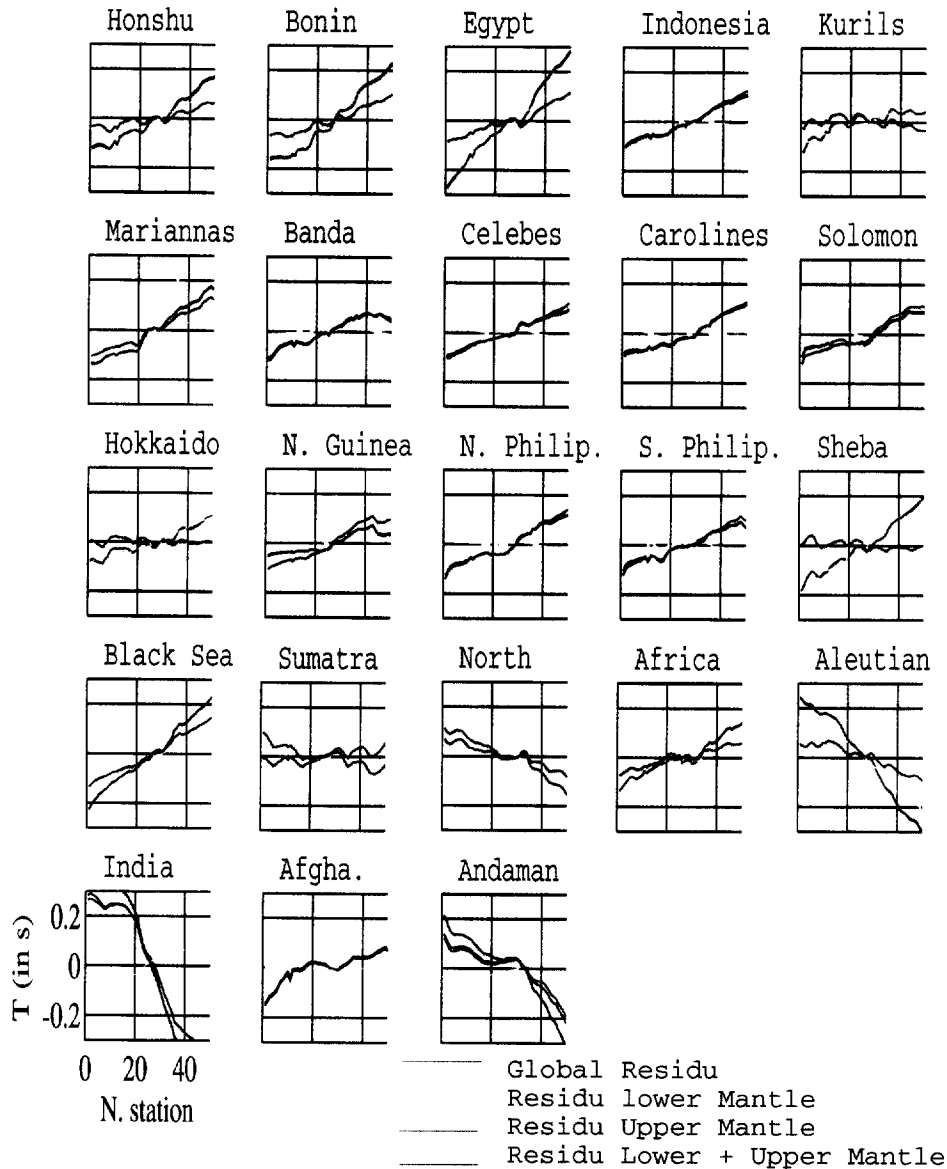 Honshu Bonin Egypt Indonesia Kurils
Mariannas Banda Celebes Carolines Solomon
Hokkaido N. Guinea N. Philip. S. Philip. Sheba
Black Sea Sumatra North Africa Aleutian
India Afgha. Andaman
T (in s)
0.2
0
-0.2
0 20 40
N. station
Global Residu
Residu lower Mantle
Residu Upper Mantle
Residu Lower + Upper Mantle